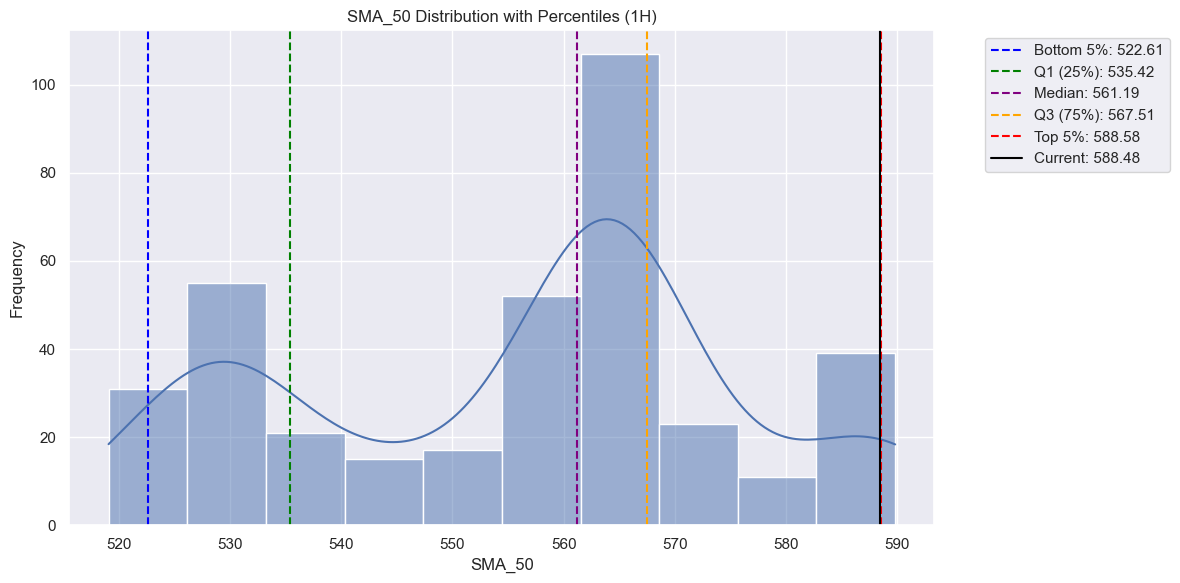 SMA_50 Distribution with Percentiles (1H)
Bottom 5%: 522.61
Q1 (25%): 535.42
Median: 561.19
Q3 (75%): 567.51
Top 5%: 588.58
Current: 588.48
Frequency
100
80
60
40
20
0
520 530 540 550 560 570 580 590
SMA_50